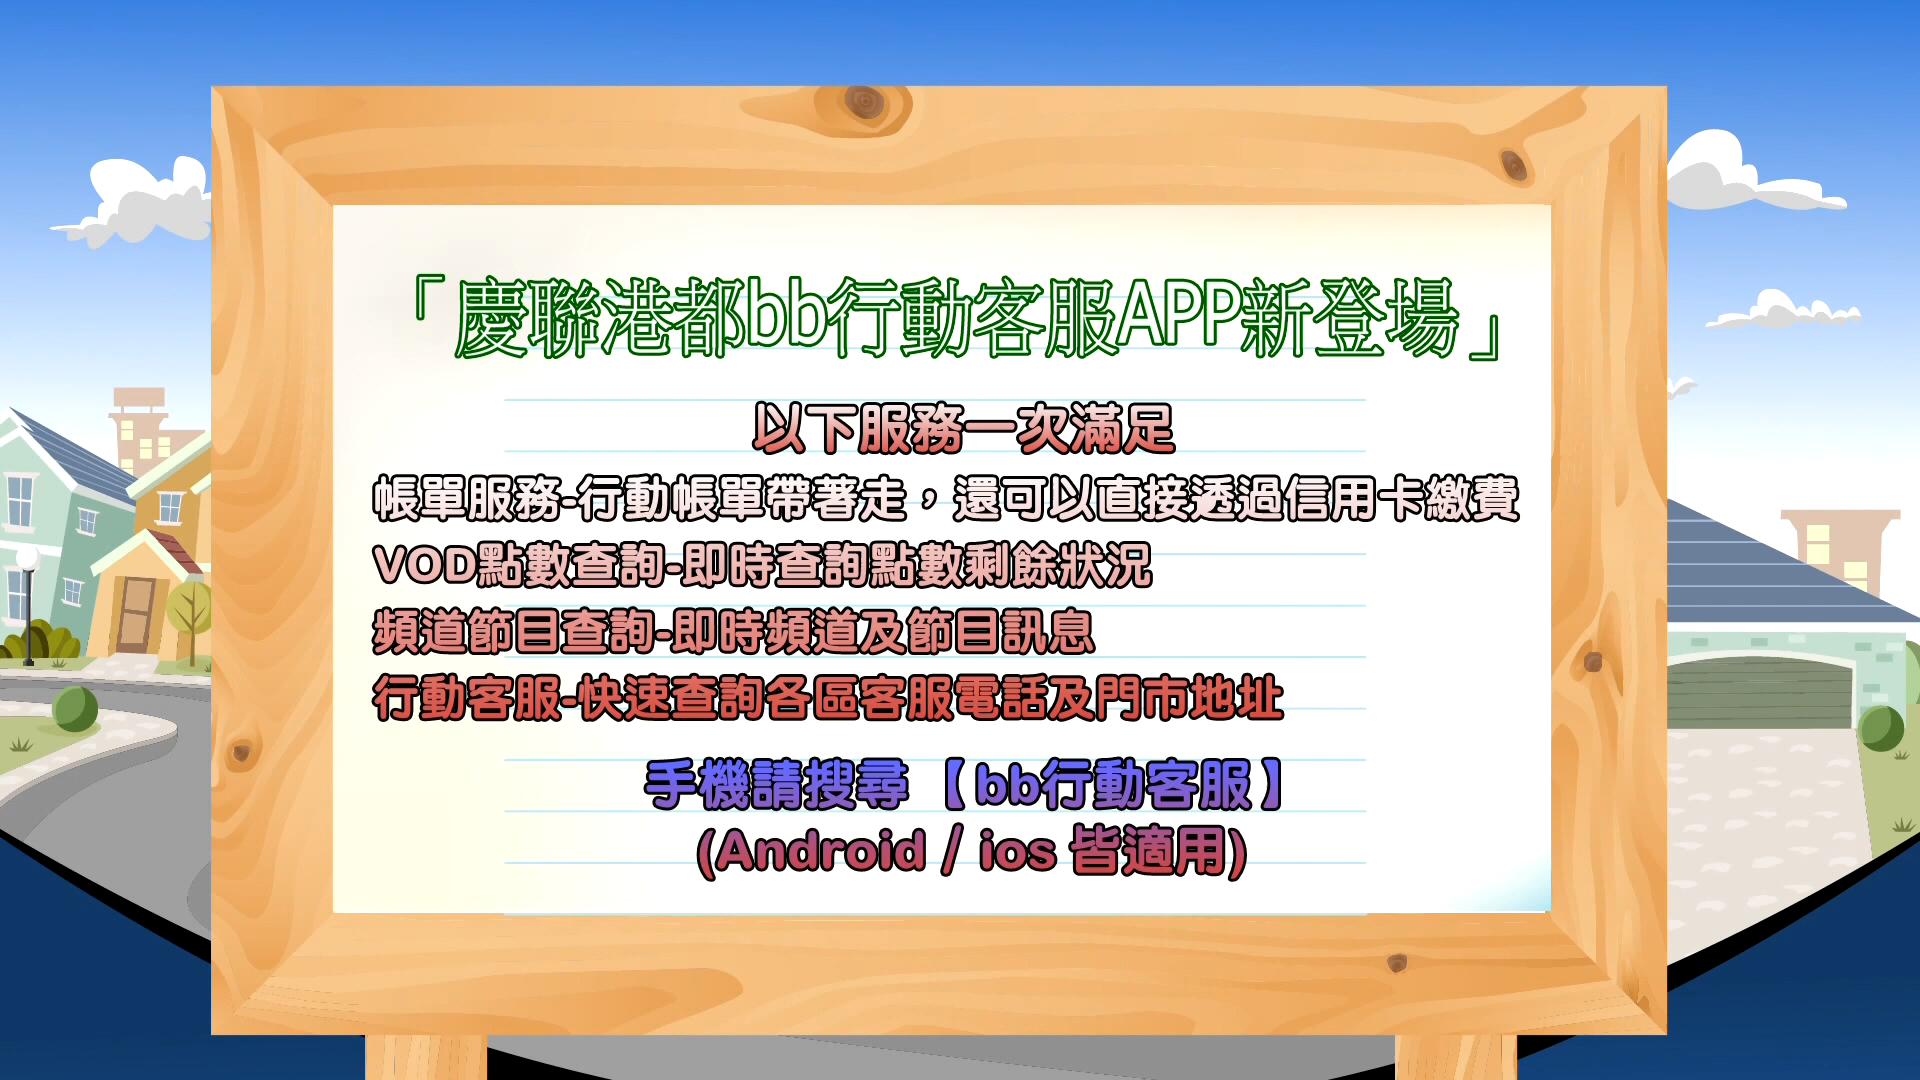 「慶聯港都bb行動客服APP新登場」
以下服務一次滿足
帳單服務-行動帳單帶著走，還可以直接透過信用卡繳費
VOD點數查詢-即時查詢點數剩餘狀況
頻道節目查詢-即時頻道及節目訊息
行動客服-快速查詢各區客服電話及門市地址
手機請搜尋【bb行動客服】
(Android / ios 皆適用)